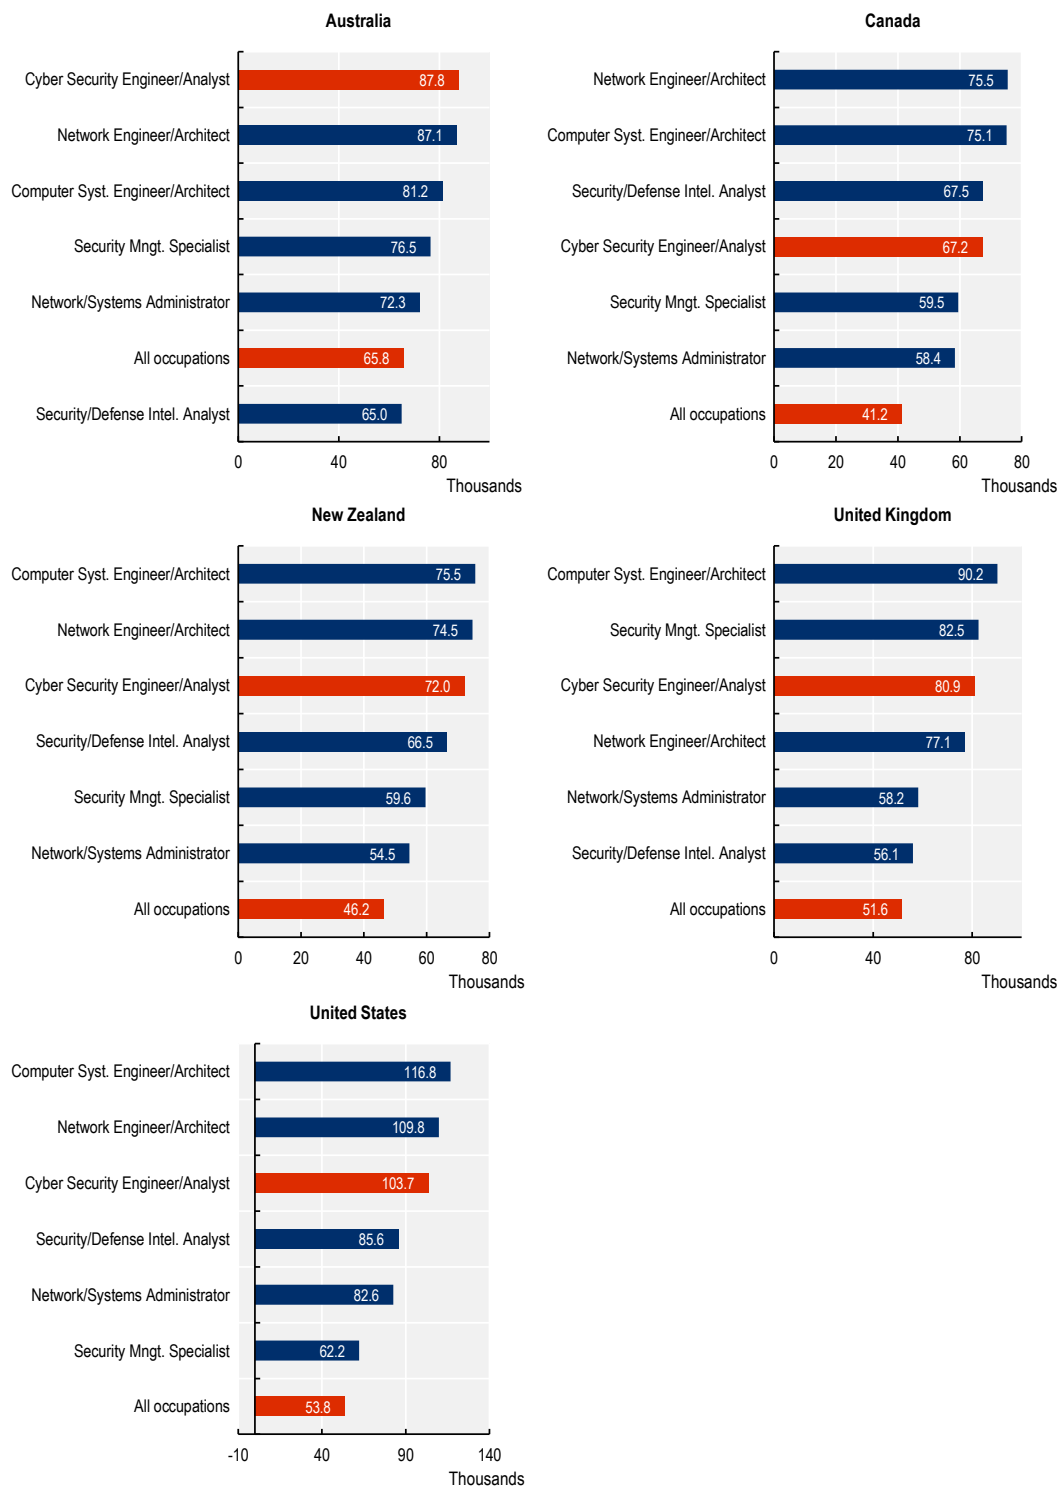 Australia
Cyber Security Engineer/Analyst 87.8
Network Engineer/Architect 87.1
Computer Syst. Engineer/Architect 81.2
Security Mngt. Specialist 76.5
Network/Systems Administrator 72.3
All occupations 65.8
Security/Defense Intel. Analyst 65.0
0 40 80
Thousands
Canada
Network Engineer/Architect 75.5
Computer Syst. Engineer/Architect 75.1
Security/Defense Intel. Analyst 67.5
Cyber Security Engineer/Analyst 67.2
Security Mngt. Specialist 59.5
Network/Systems Administrator 58.4
All occupations 41.2
0 20 40 60 80
Thousands
New Zealand
Computer Syst. Engineer/Architect 75.5
Network Engineer/Architect 74.5
Cyber Security Engineer/Analyst 72.0
Security/Defense Intel. Analyst 66.5
Security Mngt. Specialist 59.6
Network/Systems Administrator 54.5
All occupations 46.2
0 20 40 60 80
Thousands
United Kingdom
Computer Syst. Engineer/Architect 90.2
Security Mngt. Specialist 82.5
Cyber Security Engineer/Analyst 80.9
Network Engineer/Architect 77.1
Network/Systems Administrator 58.2
Security/Defense Intel. Analyst 56.1
All occupations 51.6
0 40 80
Thousands
United States
Computer Syst. Engineer/Architect 116.8
Network Engineer/Architect 109.8
Cyber Security Engineer/Analyst 103.7
Security/Defense Intel. Analyst 85.6
Network/Systems Administrator 82.6
Security Mngt. Specialist 62.2
All occupations 53.8
-10 40 90 140
Thousands